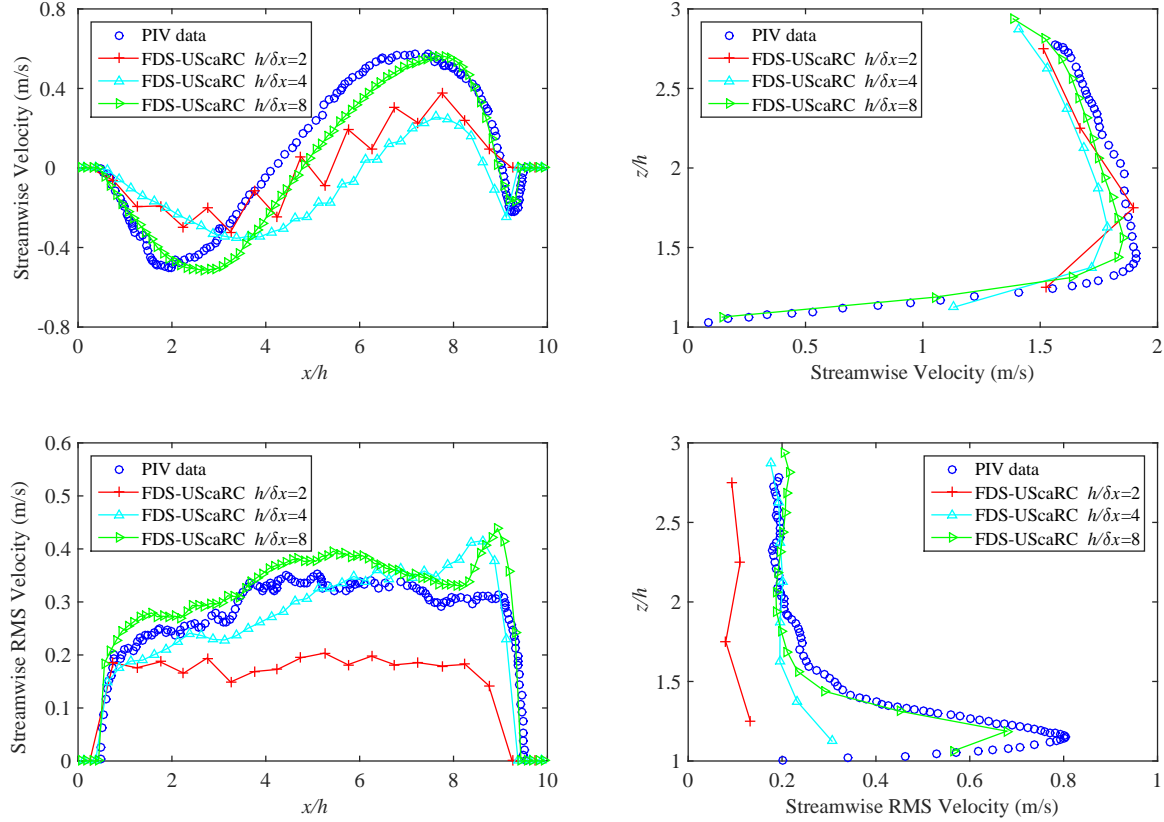 0.8
0.4
0
-0.4
-0.8
Streamwise Velocity (m/s)
PIV data
FDS-UScaRC h/δx=2
FDS-UScaRC h/δx=4
FDS-UScaRC h/δx=8
0 2 4 6 8 10
x/h
3
2.5
2
1.5
1
z/h
PIV data
FDS-UScaRC h/δx=2
FDS-UScaRC h/δx=4
FDS-UScaRC h/δx=8
0 0.5 1 1.5 2
Streamwise Velocity (m/s)
0.6
0.5
0.4
0.3
0.2
0.1
0
Streamwise RMS Velocity (m/s)
PIV data
FDS-UScaRC h/δx=2
FDS-UScaRC h/δx=4
FDS-UScaRC h/δx=8
0 2 4 6 8 10
x/h
3
2.5
2
1.5
1
z/h
PIV data
FDS-UScaRC h/δx=2
FDS-UScaRC h/δx=4
FDS-UScaRC h/δx=8
0 0.2 0.4 0.6 0.8 1
Streamwise RMS Velocity (m/s)